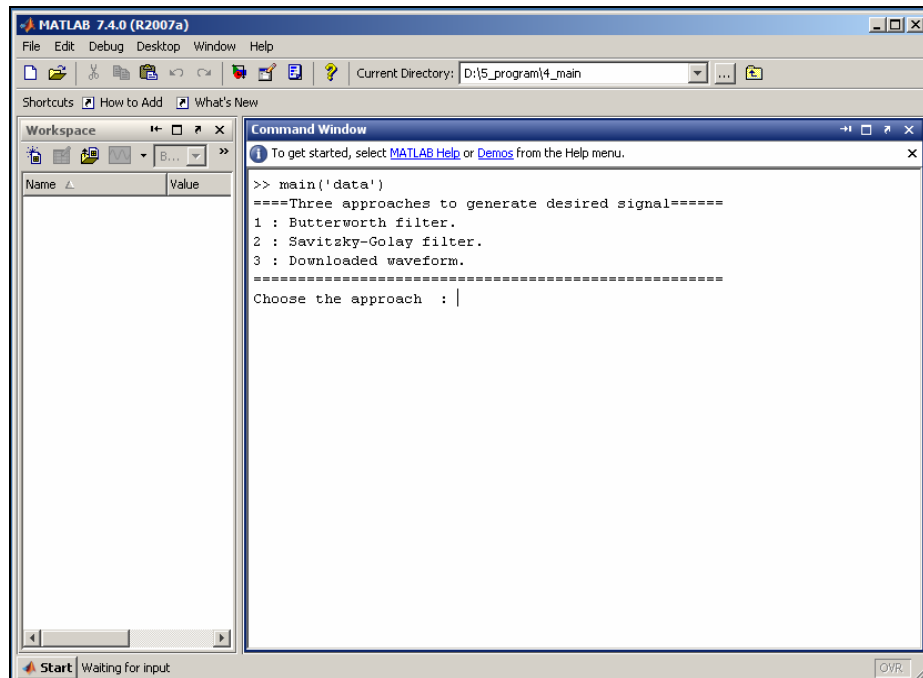 MATLAB 7.4.0 (R2007a)
File Edit Debug Desktop Window Help
Current Directory: D:\5_program\4_main
Shortcuts How to Add What's New
Workspace
B...
Name Value
Command Window
To get started, select MATLAB Help or Demos from the Help menu.
>> main('data')
====Three approaches to generate desired signal======
1 : Butterworth filter.
2 : Savitzky-Golay filter.
3 : Downloaded waveform.
=====================================================
Choose the approach  :
Start Waiting for input
OVR